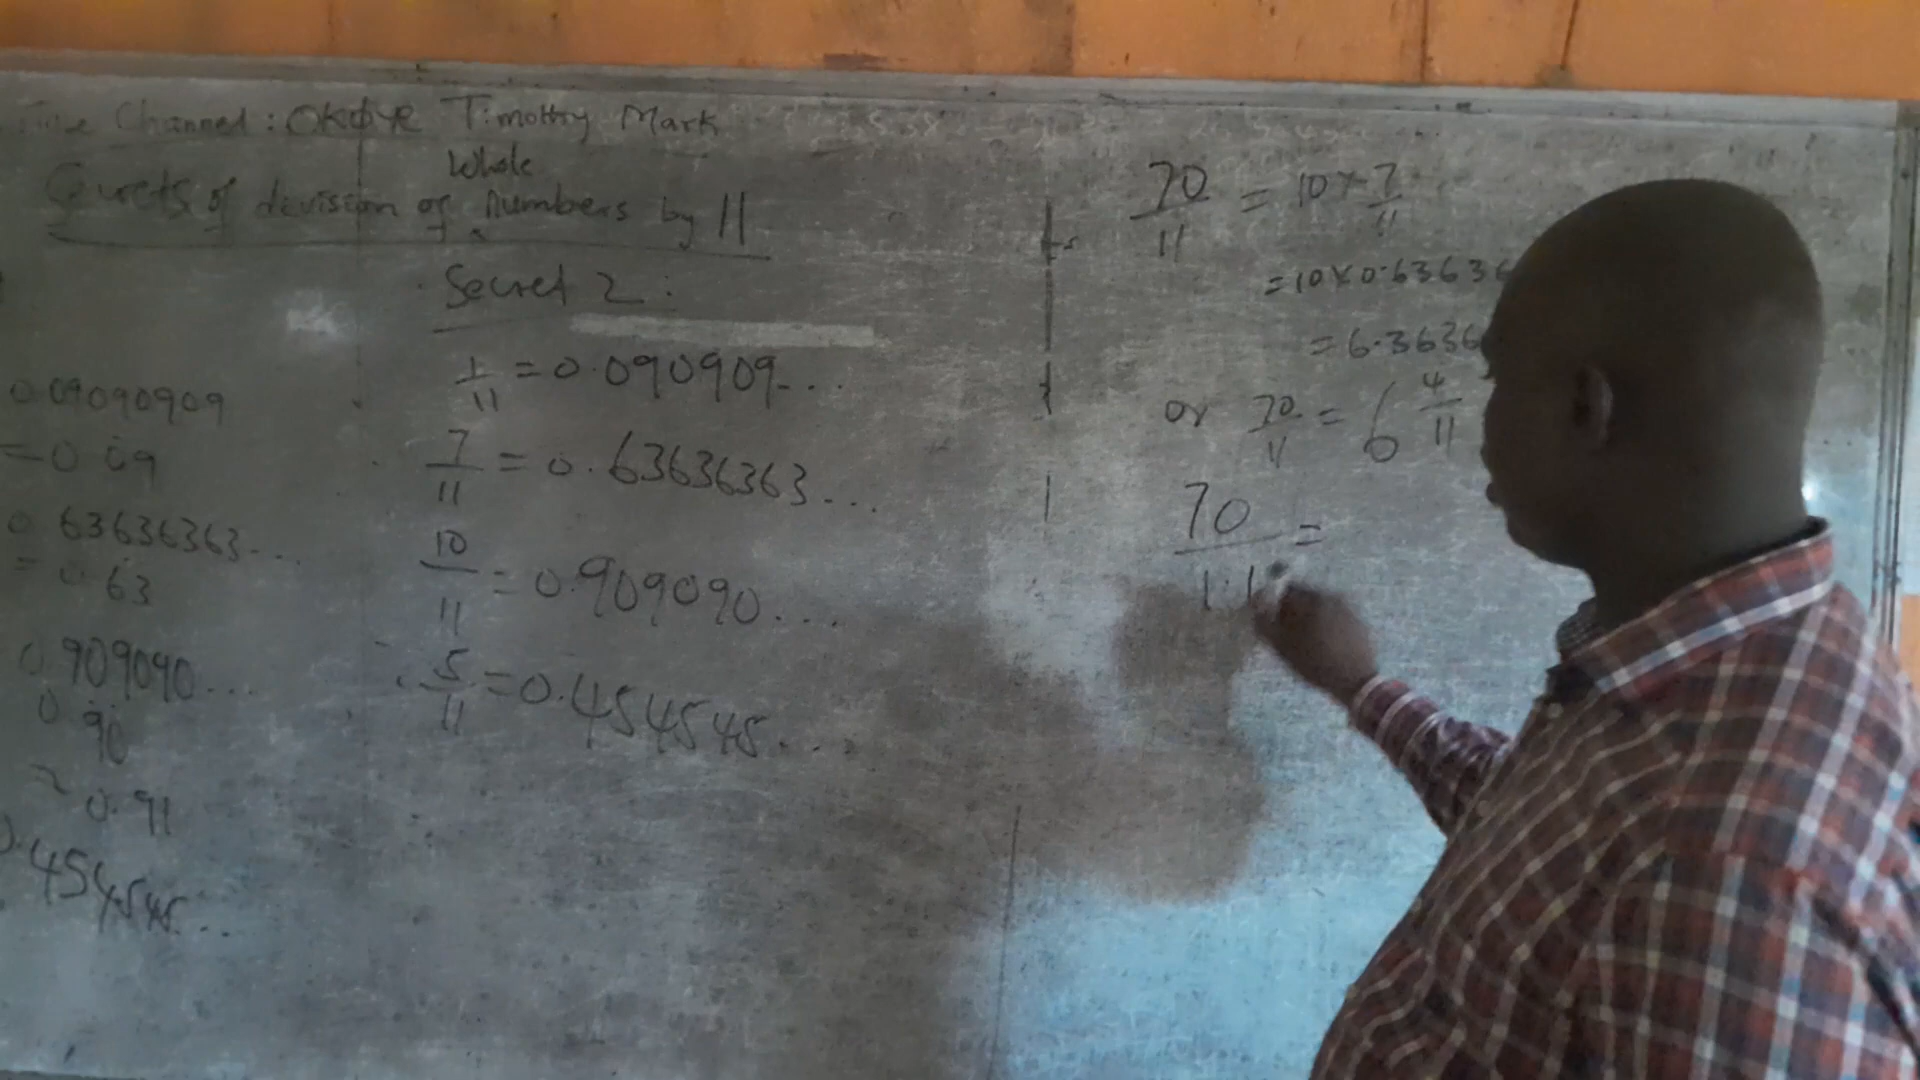 Channel: Okoye Timothy Mark
Whole
of division of numbers by 11
Secret 2:
0.09090909
= 0.09
0.63636363...
= 0.63
0.909090...
0.90
0.91
0.454545...
1/11 = 0.090909...
7/11 = 0.63636363...
10/11 = 0.909090...
5/11 = 0.454545...
70/11 = 10 × 7/11
= 10 × 0.63636
= 6.3636
or 70/11 = 6 4/11
70/1.1 =